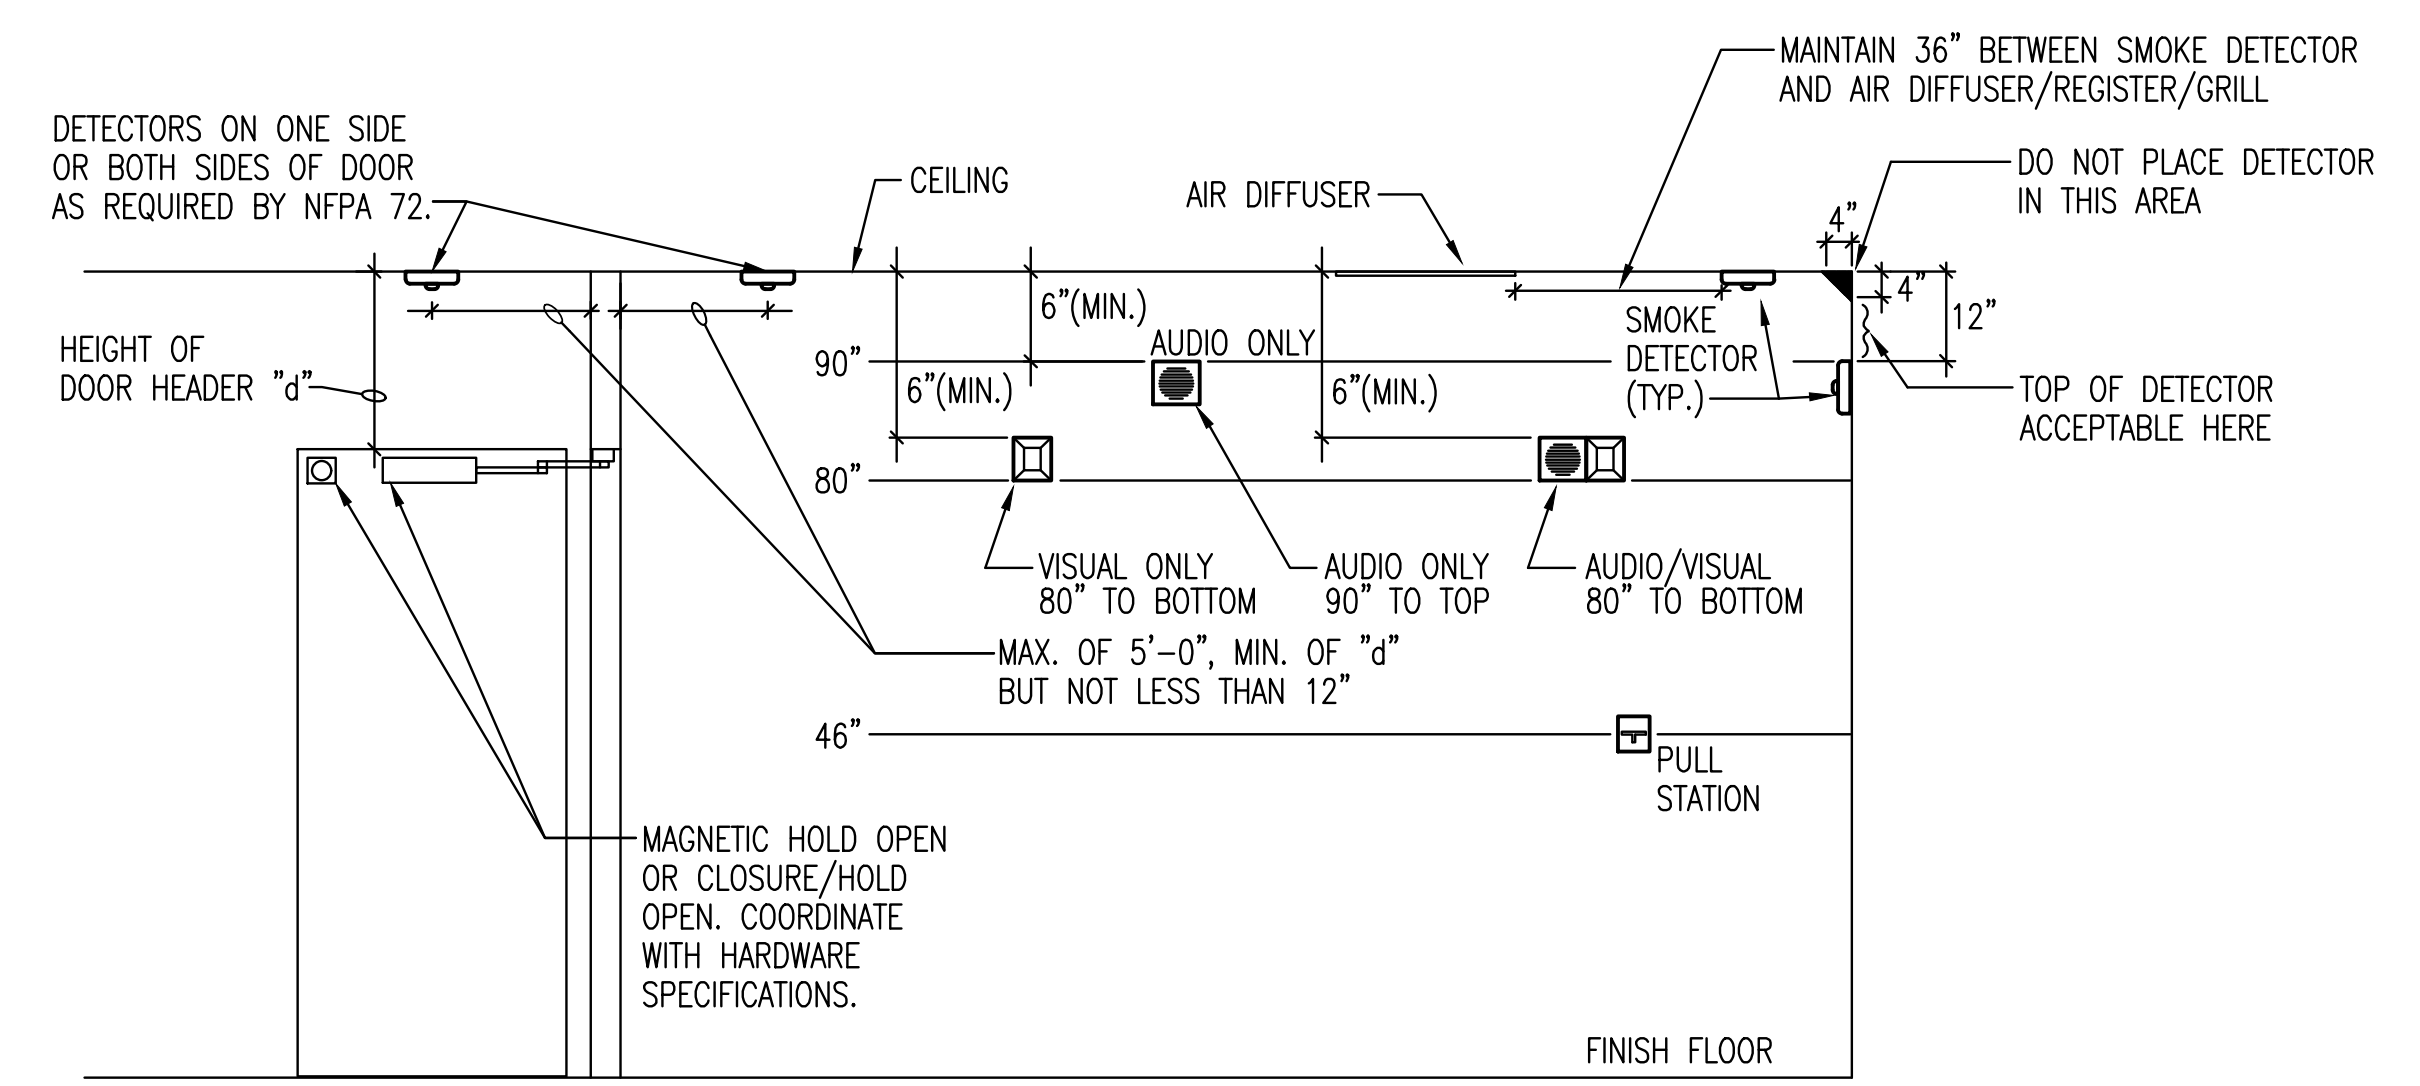 MAINTAIN 36" BETWEEN SMOKE DETECTOR
AND AIR DIFFUSER/REGISTER/GRILL
DETECTORS ON ONE SIDE
OR BOTH SIDES OF DOOR
AS REQUIRED BY NFPA 72.
CEILING
AIR DIFFUSER
DO NOT PLACE DETECTOR
IN THIS AREA
4"
4"
12"
6"(MIN.)
SMOKE
DETECTOR
(TYP.)
AUDIO ONLY
HEIGHT OF
DOOR HEADER "d"
90"
6"(MIN.)
6"(MIN.)
TOP OF DETECTOR
ACCEPTABLE HERE
80"
VISUAL ONLY
80" TO BOTTOM
AUDIO ONLY
90" TO TOP
AUDIO/VISUAL
80" TO BOTTOM
MAX. OF 5'-0", MIN. OF "d"
BUT NOT LESS THAN 12"
46"
PULL
STATION
MAGNETIC HOLD OPEN
OR CLOSURE/HOLD
OPEN. COORDINATE
WITH HARDWARE
SPECIFICATIONS.
FINISH FLOOR